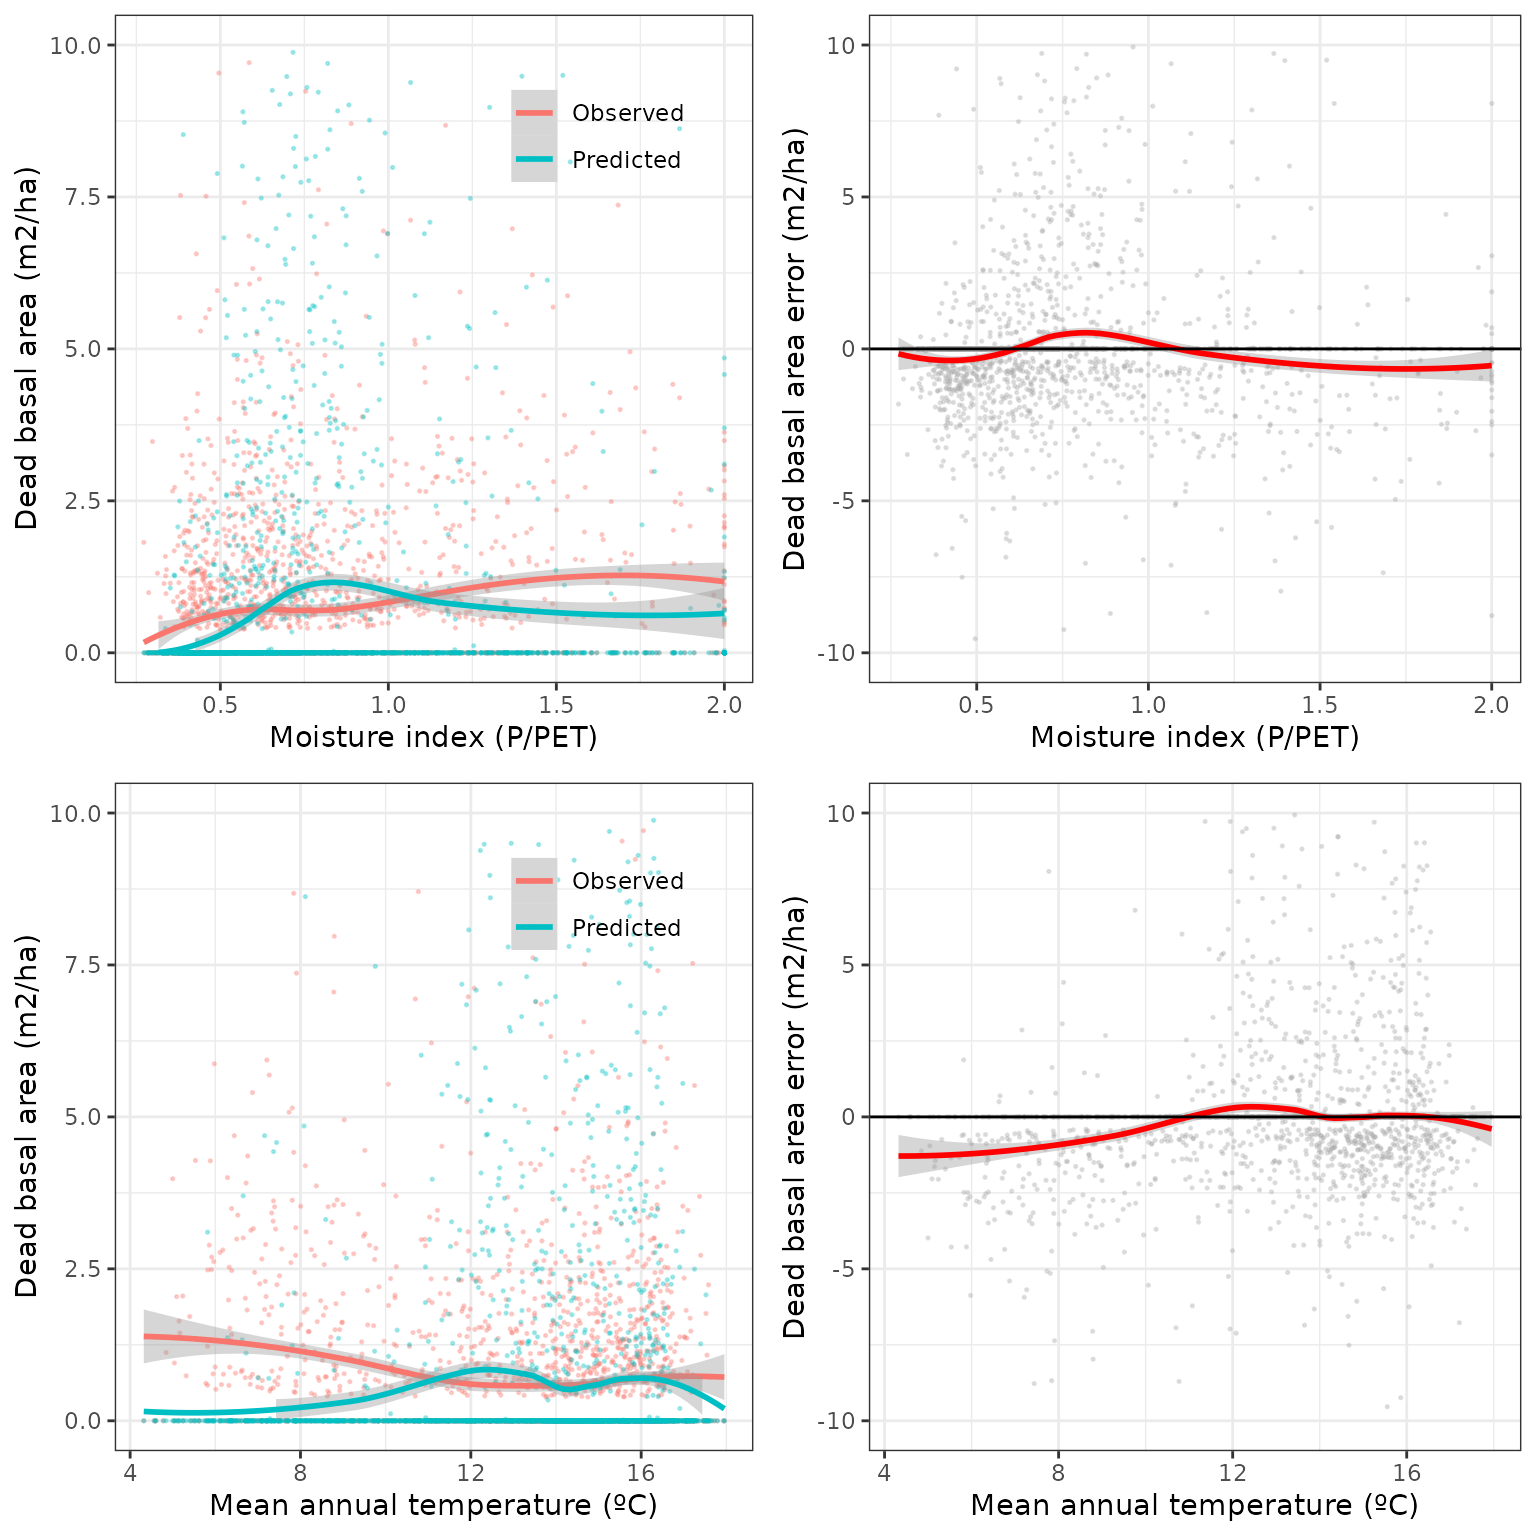 10.0
7.5
5.0
2.5
0.0
Dead basal area (m2/ha)
Observed
Predicted
0.5 1.0 1.5 2.0
Moisture index (P/PET)
10
5
0
-5
-10
Dead basal area error (m2/ha)
0.5 1.0 1.5 2.0
Moisture index (P/PET)
10.0
7.5
5.0
2.5
0.0
Dead basal area (m2/ha)
Observed
Predicted
4 8 12 16
Mean annual temperature (ºC)
10
5
0
-5
-10
Dead basal area error (m2/ha)
4 8 12 16
Mean annual temperature (ºC)